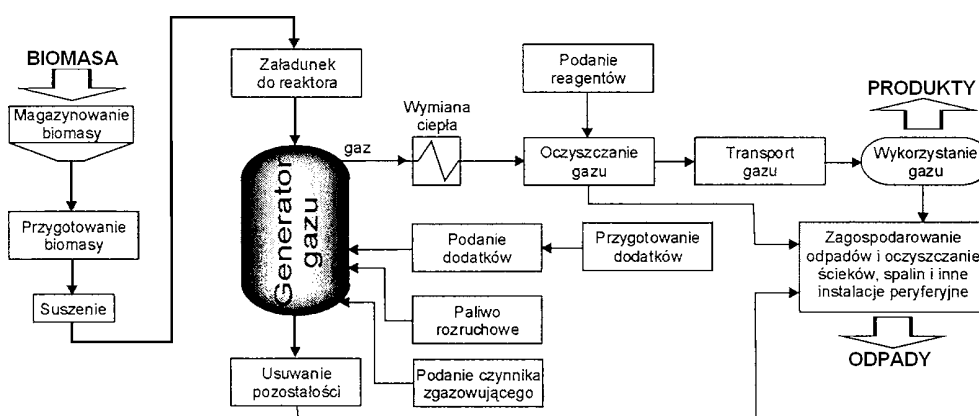 BIOMASA
Magazynowanie
biomasy
Przygotowanie
biomasy
Suszenie
Załadunek
do reaktora
Generator
gazu
Usuwanie
pozostałości
gaz
Wymiana
ciepła
Podanie
reagentów
Oczyszczanie
gazu
Transport
gazu
PRODUKTY
Wykorzystanie
gazu
Podanie
dodatków
Przygotowanie
dodatków
Paliwo
rozruchowe
Podanie czynnika
zgazowującego
Zagospodarowanie
odpadów i oczyszczanie
ścieków, spalin i inne
instalacje peryferyjne
ODPADY